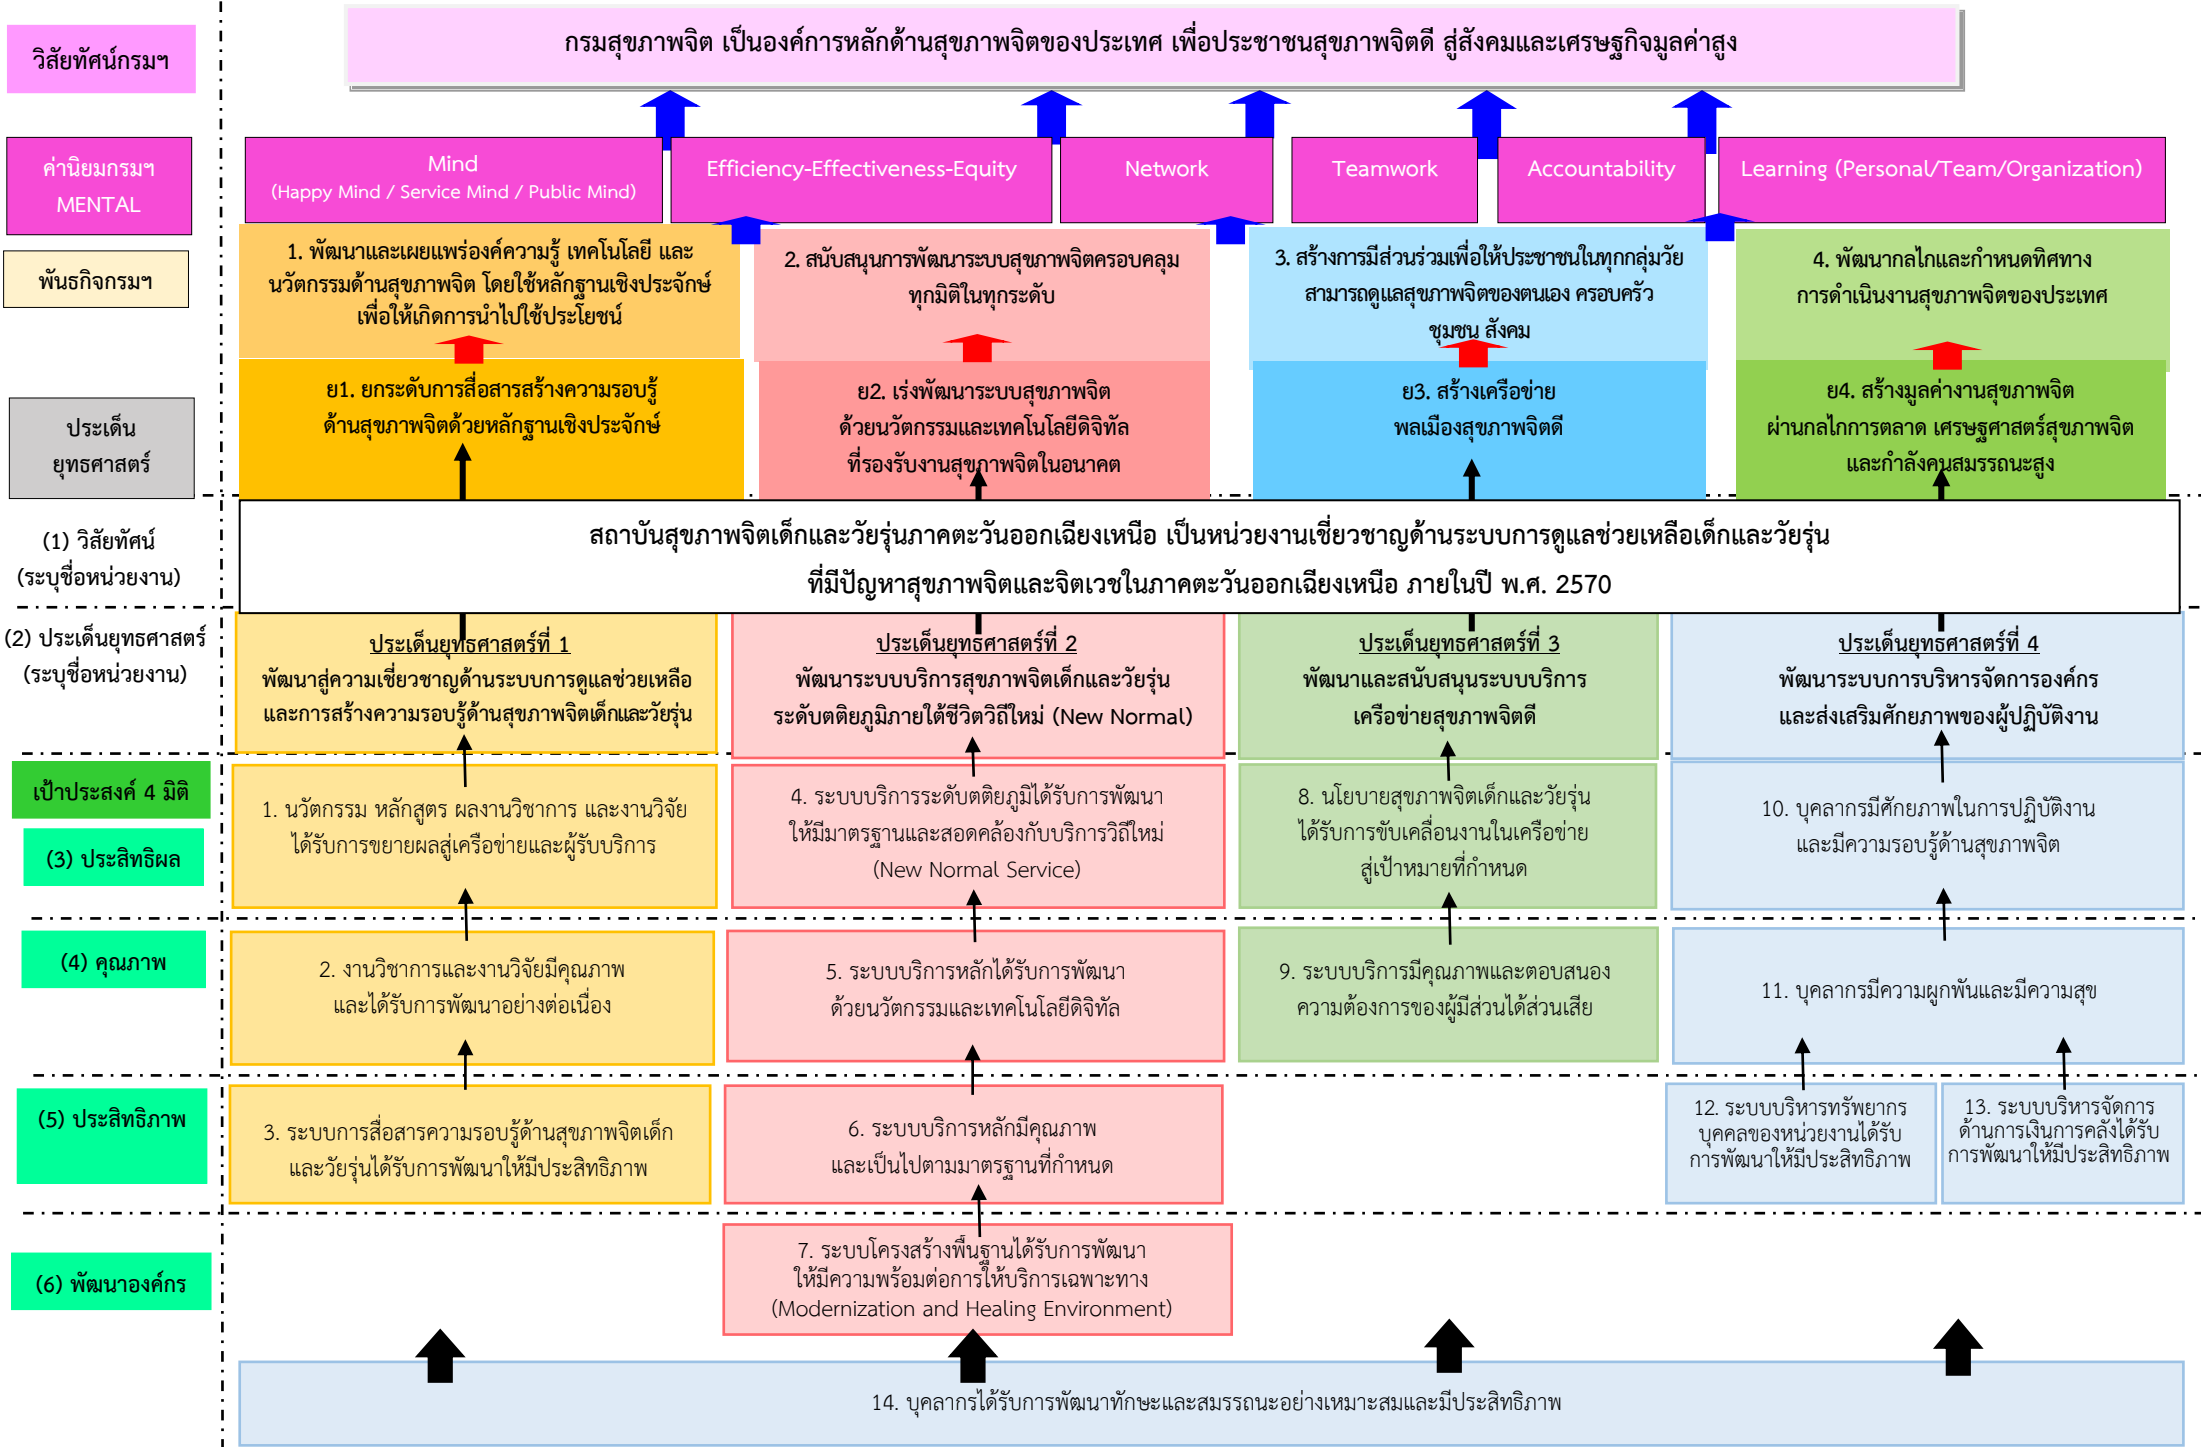 วิสัยทัศน์กรมฯ
กรมสุขภาพจิต เป็นองค์การหลักด้านสุขภาพจิตของประเทศ เพื่อประชาชนสุขภาพจิตดี สู่สังคมและเศรษฐกิจมูลค่าสูง
ค่านิยมกรมฯ
MENTAL
Mind
(Happy Mind / Service Mind / Public Mind)
Efficiency-Effectiveness-Equity
Network
Teamwork
Accountability
Learning (Personal/Team/Organization)
พันธกิจกรมฯ
1. พัฒนาและเผยแพร่องค์ความรู้ เทคโนโลยี และ
นวัตกรรมด้านสุขภาพจิต โดยใช้หลักฐานเชิงประจักษ์
เพื่อให้เกิดการนำไปใช้ประโยชน์
2. สนับสนุนการพัฒนาระบบสุขภาพจิตครอบคลุม
ทุกมิติในทุกระดับ
3. สร้างการมีส่วนร่วมเพื่อให้ประชาชนในทุกกลุ่มวัย
สามารถดูแลสุขภาพจิตของตนเอง ครอบครัว
ชุมชน สังคม
4. พัฒนากลไกและกำหนดทิศทาง
การดำเนินงานสุขภาพจิตของประเทศ
ประเด็น
ยุทธศาสตร์
ย1. ยกระดับการสื่อสารสร้างความรอบรู้
ด้านสุขภาพจิตด้วยหลักฐานเชิงประจักษ์
ย2. เร่งพัฒนาระบบสุขภาพจิต
ด้วยนวัตกรรมและเทคโนโลยีดิจิทัล
ที่รองรับงานสุขภาพจิตในอนาคต
ย3. สร้างเครือข่าย
พลเมืองสุขภาพจิตดี
ย4. สร้างมูลค่างานสุขภาพจิต
ผ่านกลไกการตลาด เศรษฐศาสตร์สุขภาพจิต
และกำลังคนสมรรถนะสูง
(1) วิสัยทัศน์
(ระบุชื่อหน่วยงาน)
สถาบันสุขภาพจิตเด็กและวัยรุ่นภาคตะวันออกเฉียงเหนือ เป็นหน่วยงานเชี่ยวชาญด้านระบบการดูแลช่วยเหลือเด็กและวัยรุ่น
ที่มีปัญหาสุขภาพจิตและจิตเวชในภาคตะวันออกเฉียงเหนือ ภายในปี พ.ศ. 2570
(2) ประเด็นยุทธศาสตร์
(ระบุชื่อหน่วยงาน)
ประเด็นยุทธศาสตร์ที่ 1
พัฒนาสู่ความเชี่ยวชาญด้านระบบการดูแลช่วยเหลือ
และการสร้างความรอบรู้ด้านสุขภาพจิตเด็กและวัยรุ่น
ประเด็นยุทธศาสตร์ที่ 2
พัฒนาระบบบริการสุขภาพจิตเด็กและวัยรุ่น
ระดับตติยภูมิภายใต้ชีวิตวิถีใหม่ (New Normal)
ประเด็นยุทธศาสตร์ที่ 3
พัฒนาและสนับสนุนระบบบริการ
เครือข่ายสุขภาพจิตดี
ประเด็นยุทธศาสตร์ที่ 4
พัฒนาระบบการบริหารจัดการองค์กร
และส่งเสริมศักยภาพของผู้ปฏิบัติงาน
เป้าประสงค์ 4 มิติ
(3) ประสิทธิผล
1. นวัตกรรม หลักสูตร ผลงานวิชาการ และงานวิจัย
ได้รับการขยายผลสู่เครือข่ายและผู้รับบริการ
4. ระบบบริการระดับตติยภูมิได้รับการพัฒนา
ให้มีมาตรฐานและสอดคล้องกับบริการวิถีใหม่
(New Normal Service)
8. นโยบายสุขภาพจิตเด็กและวัยรุ่น
ได้รับการขับเคลื่อนงานในเครือข่าย
สู่เป้าหมายที่กำหนด
10. บุคลากรมีศักยภาพในการปฏิบัติงาน
และมีความรอบรู้ด้านสุขภาพจิต
(4) คุณภาพ
2. งานวิชาการและงานวิจัยมีคุณภาพ
และได้รับการพัฒนาอย่างต่อเนื่อง
5. ระบบบริการหลักได้รับการพัฒนา
ด้วยนวัตกรรมและเทคโนโลยีดิจิทัล
9. ระบบบริการมีคุณภาพและตอบสนอง
ความต้องการของผู้มีส่วนได้ส่วนเสีย
11. บุคลากรมีความผูกพันและมีความสุข
(5) ประสิทธิภาพ
3. ระบบการสื่อสารความรอบรู้ด้านสุขภาพจิตเด็ก
และวัยรุ่นได้รับการพัฒนาให้มีประสิทธิภาพ
6. ระบบบริการหลักมีคุณภาพ
และเป็นไปตามมาตรฐานที่กำหนด
12. ระบบบริหารทรัพยากร
บุคคลของหน่วยงานได้รับ
การพัฒนาให้มีประสิทธิภาพ
13. ระบบบริหารจัดการ
ด้านการเงินการคลังได้รับ
การพัฒนาให้มีประสิทธิภาพ
(6) พัฒนาองค์กร
7. ระบบโครงสร้างพื้นฐานได้รับการพัฒนา
ให้มีความพร้อมต่อการให้บริการเฉพาะทาง
(Modernization and Healing Environment)
14. บุคลากรได้รับการพัฒนาทักษะและสมรรถนะอย่างเหมาะสมและมีประสิทธิภาพ